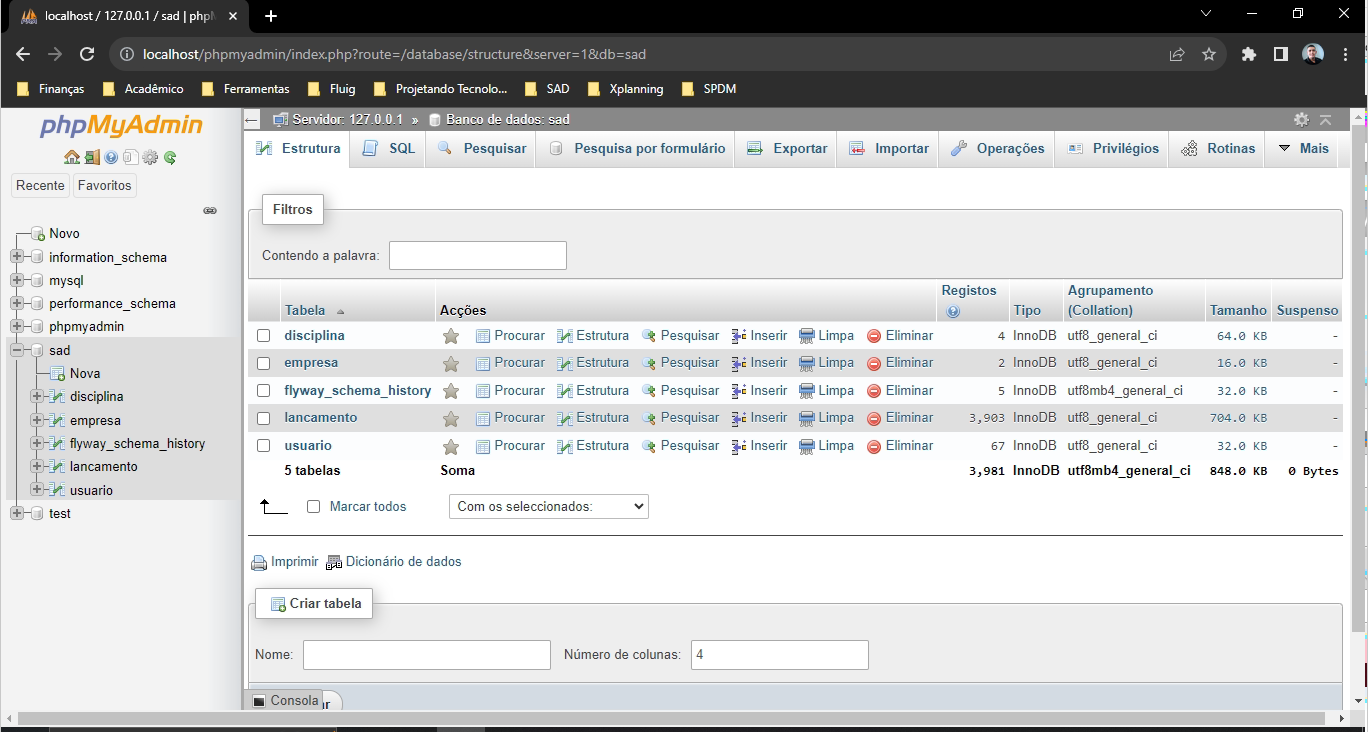 localhost / 127.0.0.1 / sad | phpM
localhost/phpmyadmin/index.php?route=/database/structure&server=1&db=sad
Finanças Acadêmico Ferramentas Fluig Projetando Tecnolo... SAD Xplanning SPDM
phpMyAdmin
Recente Favoritos
Novo
information_schema
mysql
performance_schema
phpmyadmin
sad
Nova
disciplina
empresa
flyway_schema_history
lancamento
usuario
test
Servidor: 127.0.0.1 » Banco de dados: sad
Estrutura SQL Pesquisar Pesquisa por formulário Exportar Importar Operações Privilégios Rotinas Mais
Filtros
Contendo a palavra:
Tabela Acções Registos Tipo Agrupamento (Collation) Tamanho Suspenso
disciplina Procurar Estrutura Pesquisar Inserir Limpa Eliminar 4 InnoDB utf8_general_ci 64.0 KB -
empresa Procurar Estrutura Pesquisar Inserir Limpa Eliminar 2 InnoDB utf8_general_ci 16.0 KB -
flyway_schema_history Procurar Estrutura Pesquisar Inserir Limpa Eliminar 5 InnoDB utf8mb4_general_ci 32.0 KB -
lancamento Procurar Estrutura Pesquisar Inserir Limpa Eliminar 3,903 InnoDB utf8_general_ci 704.0 KB -
usuario Procurar Estrutura Pesquisar Inserir Limpa Eliminar 67 InnoDB utf8_general_ci 32.0 KB -
5 tabelas Soma 3,981 InnoDB utf8mb4_general_ci 848.0 KB 0 Bytes
Marcar todos Com os seleccionados:
Imprimir Dicionário de dados
Criar tabela
Nome: Número de colunas: 4
Consola